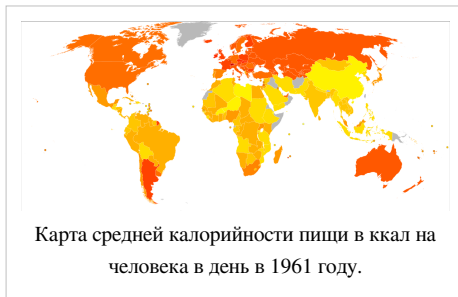 Карта средней калорийности пищи в ккал на
человека в день в 1961 году.